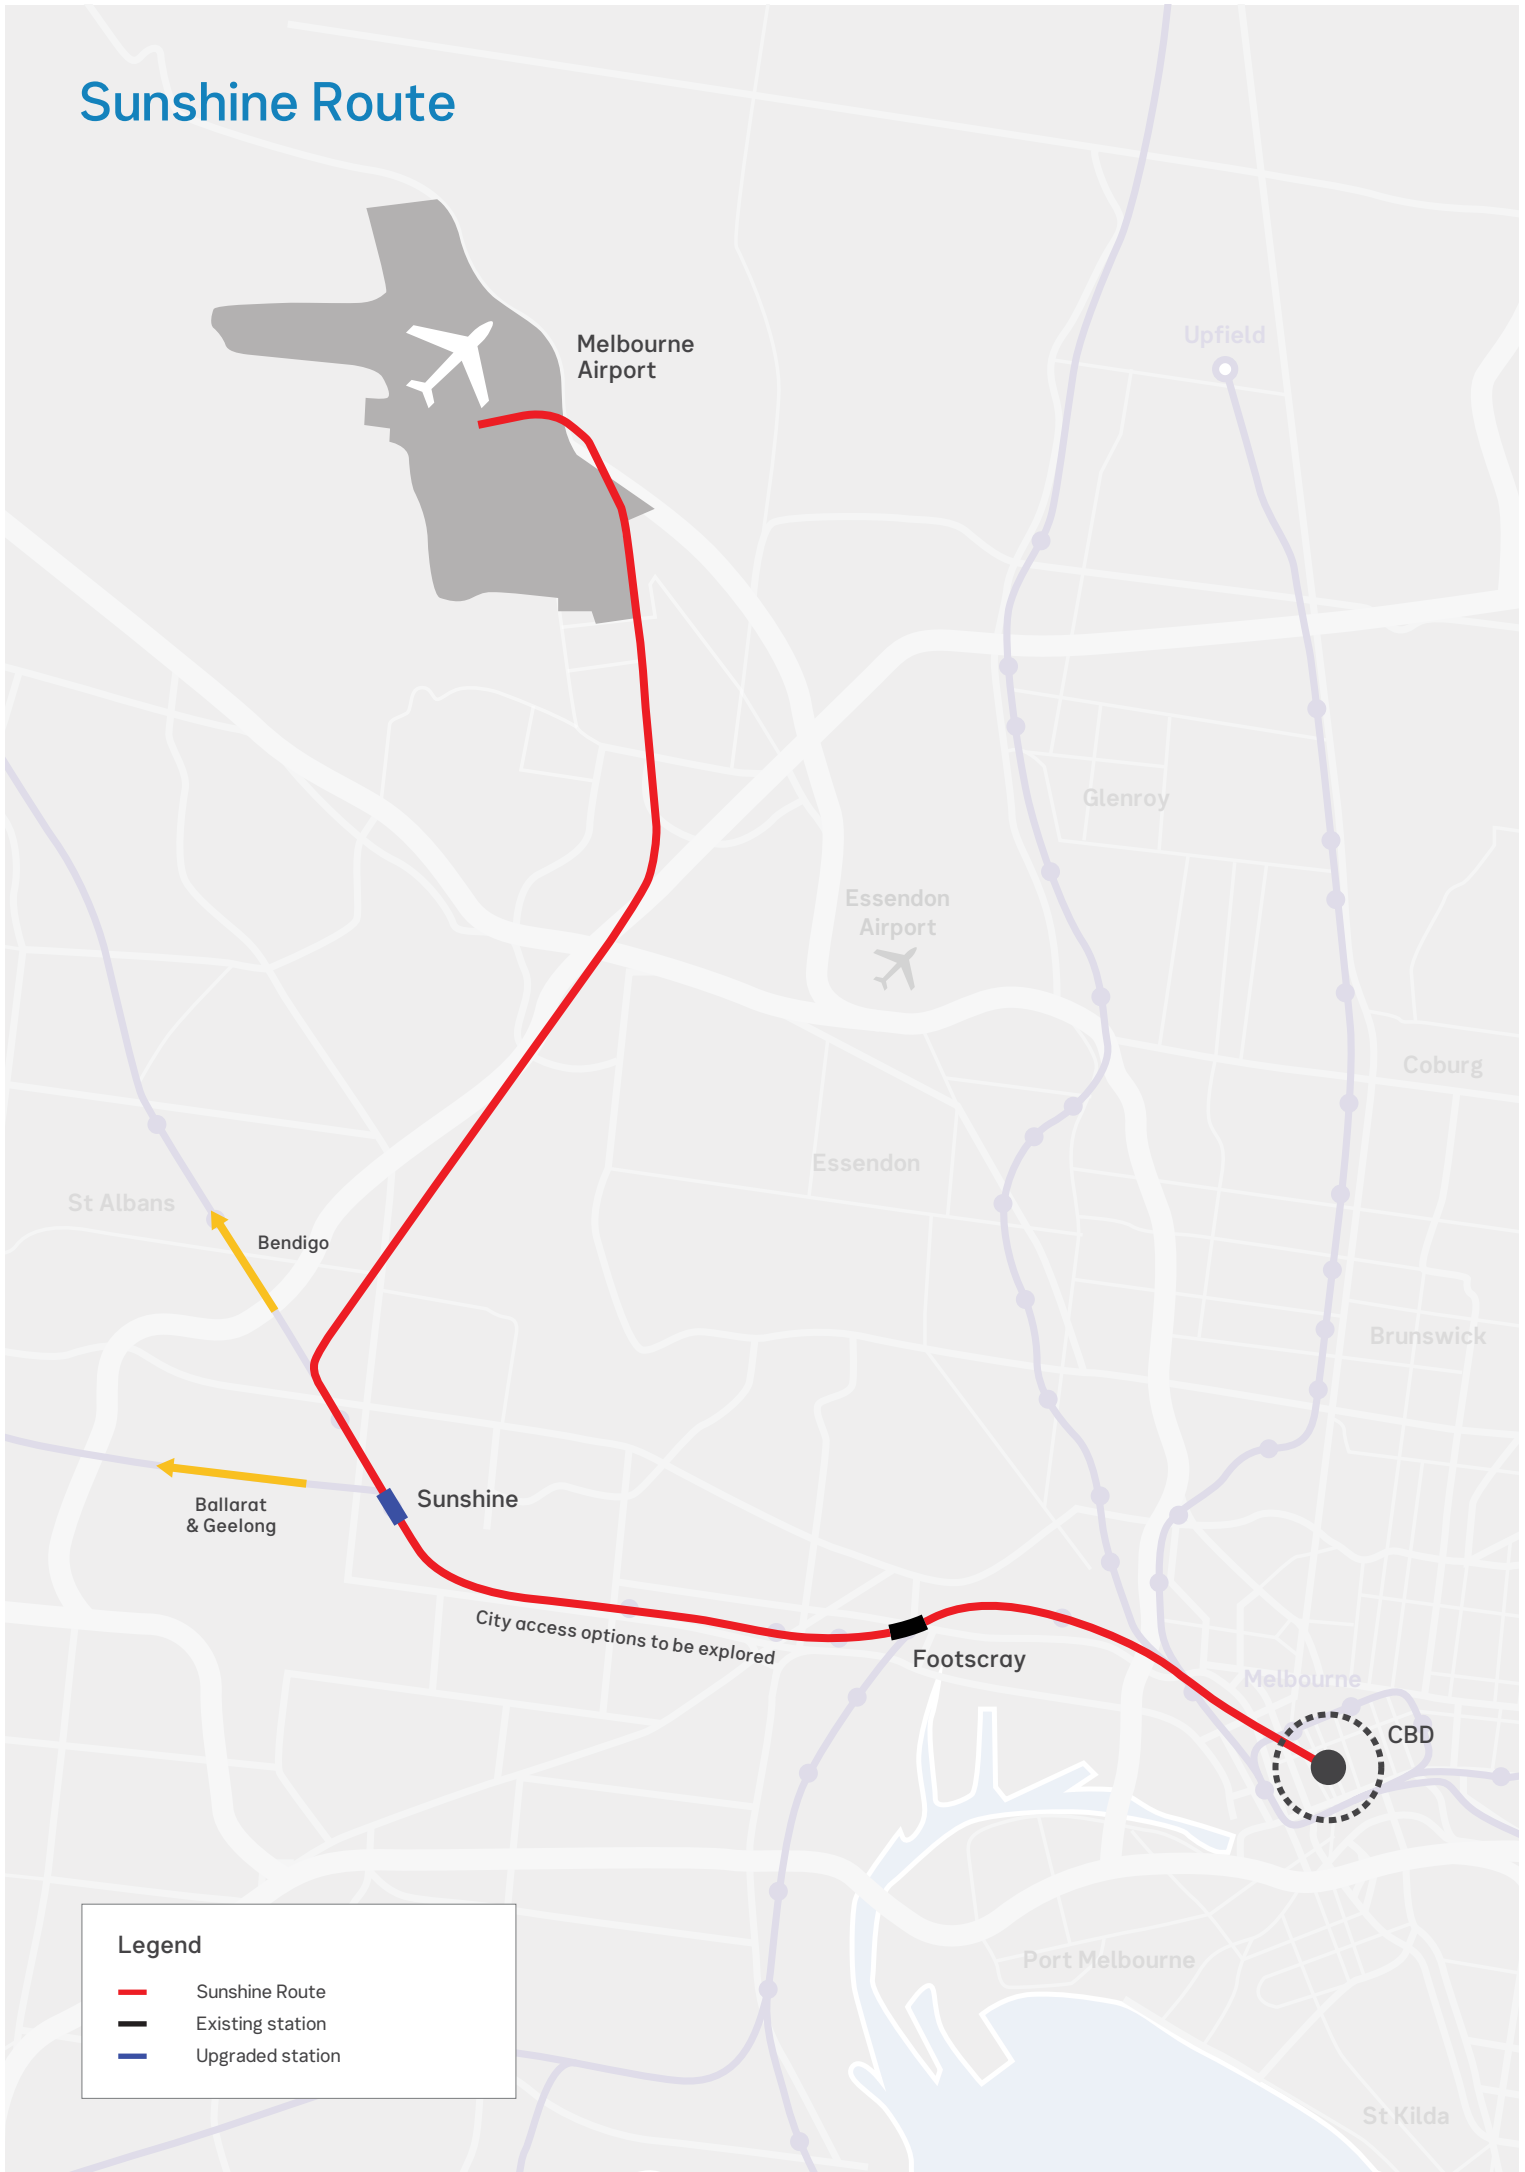 Sunshine Route
Melbourne
Airport
Upfield
Glenroy
Essendon
Airport
Coburg
Essendon
St Albans
Bendigo
Brunswick
Sunshine
Ballarat
& Geelong
City access options to be explored
Footscray
Melbourne
CBD
Port Melbourne
St Kilda
Legend
Sunshine Route
Existing station
Upgraded station